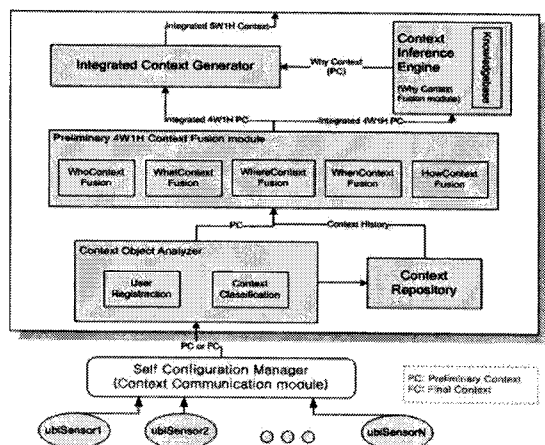 Integrated 5W1H Context
Integrated Context Generator
Why Context
(PC)
Context
Inference
Engine
(Why Context
Fusion module)
Knowledgebase
Integrated 4W1H PC
Integrated 4W1H PC
Preliminary 4W1H Context Fusion module
WhoContext
Fusion
WhatContext
Fusion
WhereContext
Fusion
WhenContext
Fusion
HowContext
Fusion
PC
Context History
Context Object Analyzer
User
Registraction
Context
Classification
Context
Repository
PC or FC
Self Configuration Manager
(Context Communication module)
PC: Preliminary Context
FC: Final Context
ubiSensor1
ubiSensor2
ubiSensorN